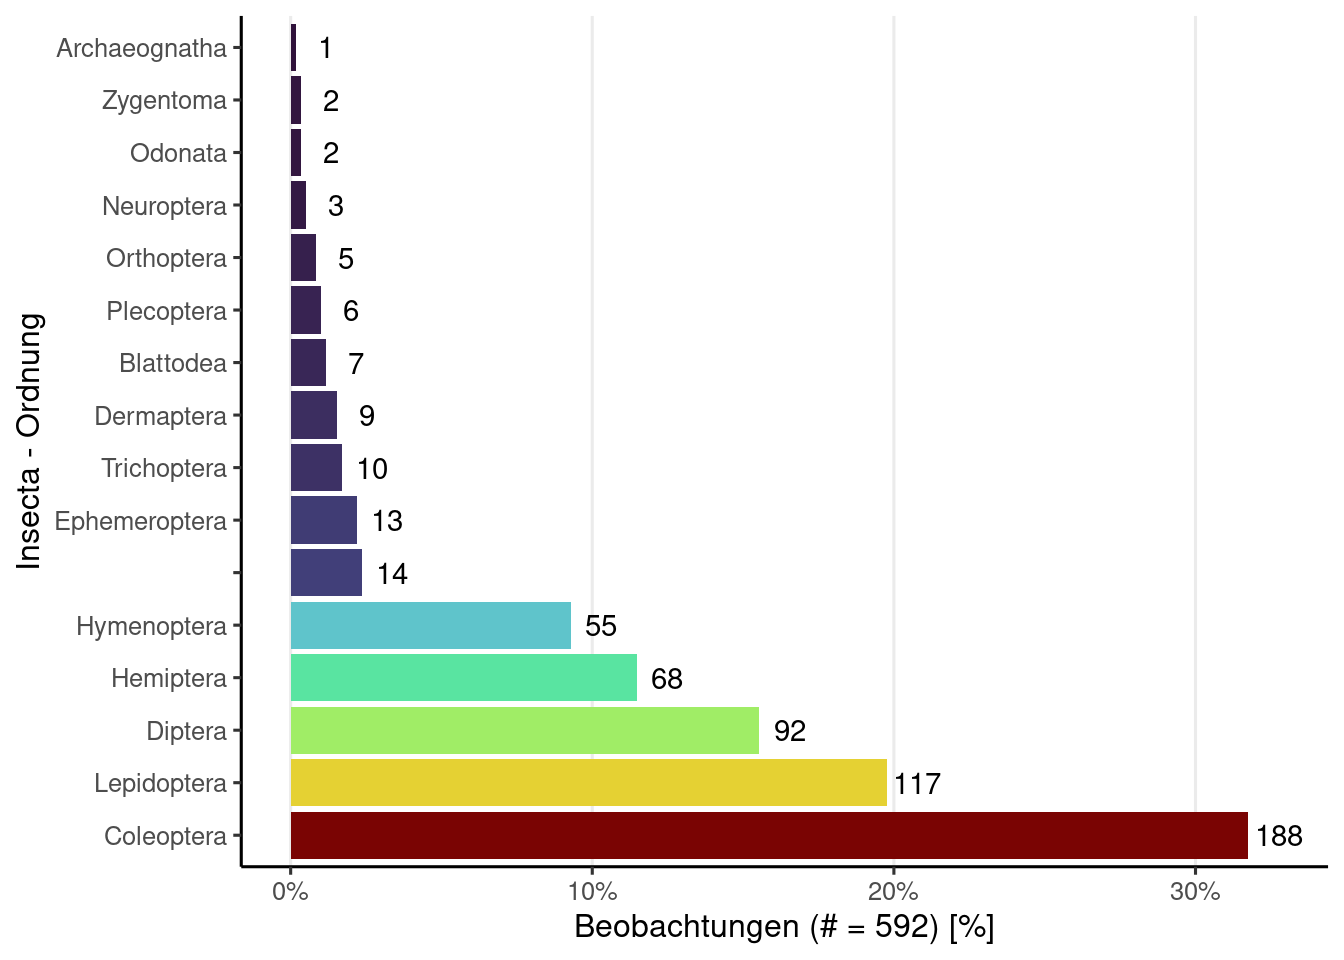 Insecta - Ordnung
Archaeognatha 1
Zygentoma 2
Odonata 2
Neuroptera 3
Orthoptera 5
Plecoptera 6
Blattodea 7
Dermaptera 9
Trichoptera 10
Ephemeroptera 13
14
Hymenoptera 55
Hemiptera 68
Diptera 92
Lepidoptera 117
Coleoptera 188
0% 10% 20% 30%
Beobachtungen (# = 592) [%]